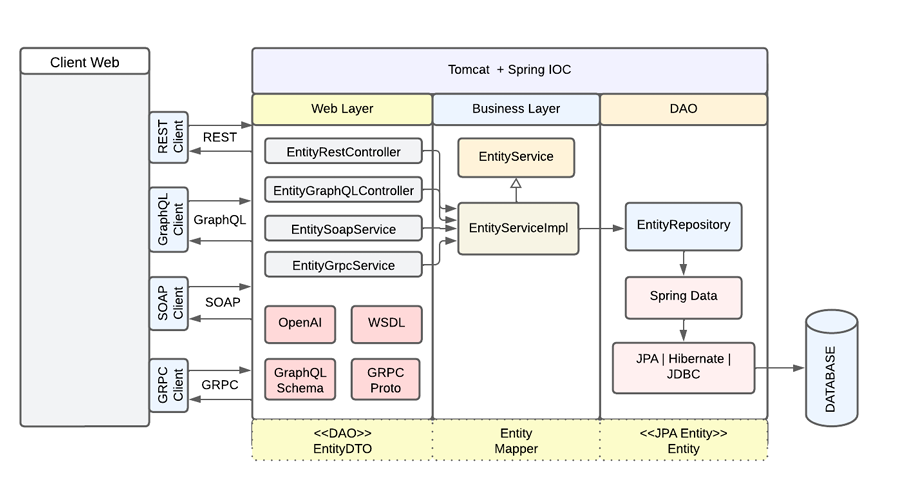 Client Web
Tomcat + Spring IOC
Web Layer
Business Layer
DAO
REST
Client
REST
GraphQL
Client
GraphQL
SOAP
Client
SOAP
GRPC
Client
GRPC
EntityRestController
EntityGraphQLController
EntitySoapService
EntityGrpcService
OpenAI
WSDL
GraphQL
Schema
GRPC
Proto
EntityService
EntityServiceImpl
EntityRepository
Spring Data
JPA | Hibernate |
JDBC
DATABASE
<<DAO>>
EntityDTO
Entity
Mapper
<<JPA Entity>>
Entity